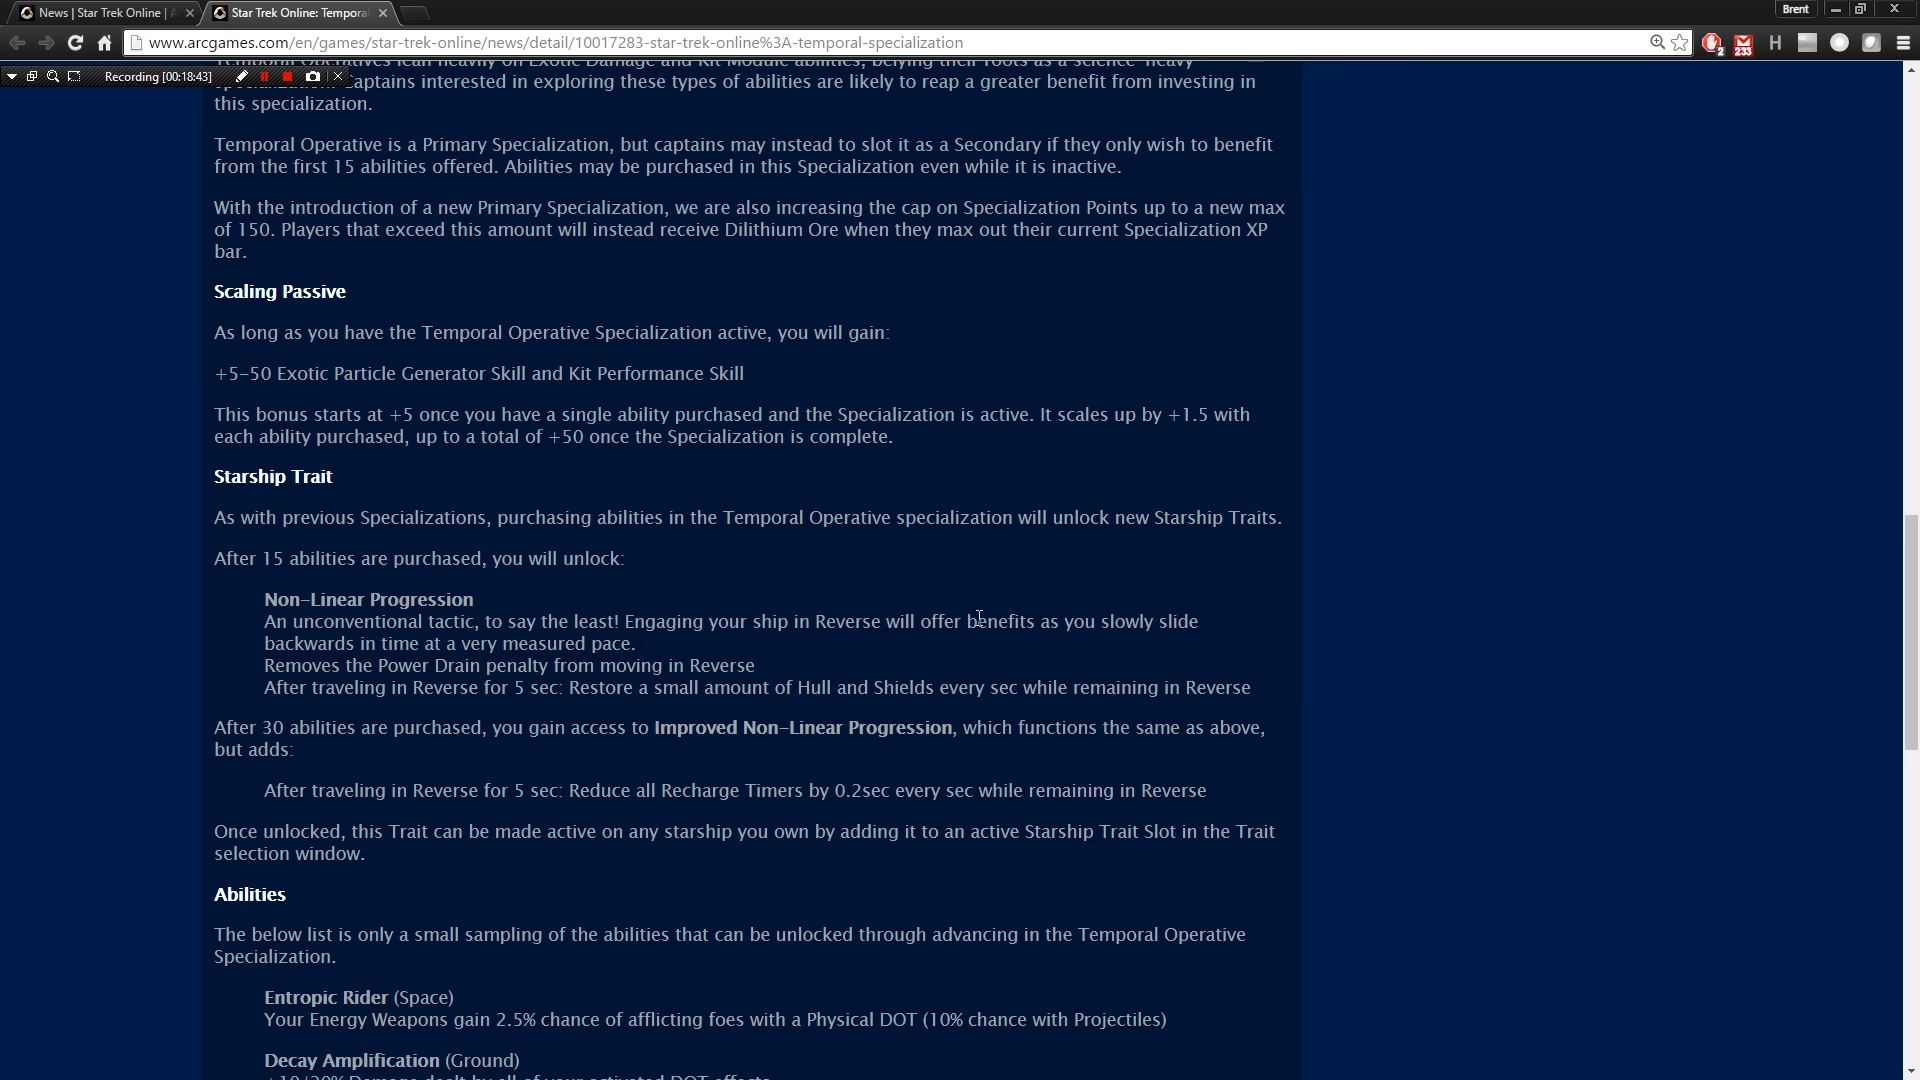 News | Star Trek Online |
Star Trek Online: Tempora
Brent
www.arcgames.com/en/games/star-trek-online/news/detail/10017283-star-trek-online%3A-temporal-specialization
2
233
H
Recording [00:18:43]
Temporal Operatives lean heavily on Exotic Damage and Kit Module abilities, belying their roots as a science-heavy
Captains interested in exploring these types of abilities are likely to reap a greater benefit from investing in
this specialization.
Temporal Operative is a Primary Specialization, but captains may instead to slot it as a Secondary if they only wish to benefit
from the first 15 abilities offered. Abilities may be purchased in this Specialization even while it is inactive.
With the introduction of a new Primary Specialization, we are also increasing the cap on Specialization Points up to a new max
of 150. Players that exceed this amount will instead receive Dilithium Ore when they max out their current Specialization XP
bar.
Scaling Passive
As long as you have the Temporal Operative Specialization active, you will gain:
+5-50 Exotic Particle Generator Skill and Kit Performance Skill
This bonus starts at +5 once you have a single ability purchased and the Specialization is active. It scales up by +1.5 with
each ability purchased, up to a total of +50 once the Specialization is complete.
Starship Trait
As with previous Specializations, purchasing abilities in the Temporal Operative specialization will unlock new Starship Traits.
After 15 abilities are purchased, you will unlock:
Non-Linear Progression
An unconventional tactic, to say the least! Engaging your ship in Reverse will offer benefits as you slowly slide
backwards in time at a very measured pace.
Removes the Power Drain penalty from moving in Reverse
After traveling in Reverse for 5 sec: Restore a small amount of Hull and Shields every sec while remaining in Reverse
After 30 abilities are purchased, you gain access to Improved Non-Linear Progression, which functions the same as above,
but adds:
After traveling in Reverse for 5 sec: Reduce all Recharge Timers by 0.2sec every sec while remaining in Reverse
Once unlocked, this Trait can be made active on any starship you own by adding it to an active Starship Trait Slot in the Trait
selection window.
Abilities
The below list is only a small sampling of the abilities that can be unlocked through advancing in the Temporal Operative
Specialization.
Entropic Rider (Space)
Your Energy Weapons gain 2.5% chance of afflicting foes with a Physical DOT (10% chance with Projectiles)
Decay Amplification (Ground)